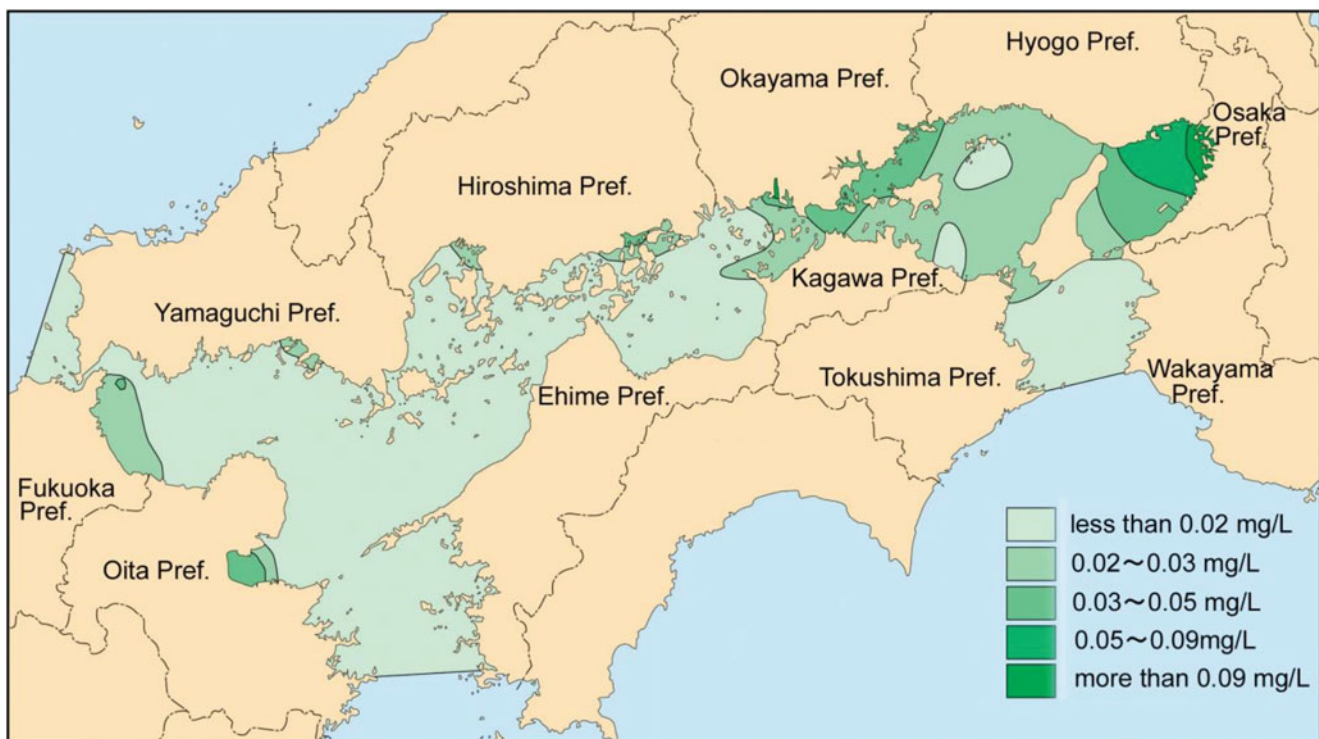 Hyogo Pref.
Okayama Pref.
Osaka
Pref.
Hiroshima Pref.
Kagawa Pref.
Yamaguchi Pref.
Ehime Pref.
Tokushima Pref.
Wakayama
Pref.
Fukuoka
Pref.
Oita Pref.
less than 0.02 mg/L
0.02～0.03 mg/L
0.03～0.05 mg/L
0.05～0.09mg/L
more than 0.09 mg/L